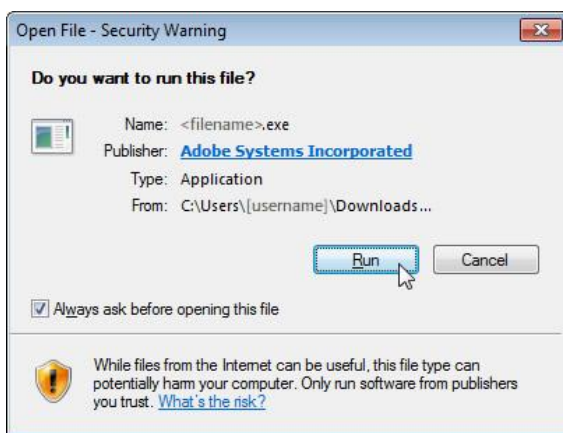 Open File - Security Warning
Do you want to run this file?
Name: <filename>.exe
Publisher: Adobe Systems Incorporated
Type: Application
From: C:\Users\[username]\Downloads...
Run Cancel
Always ask before opening this file
While files from the Internet can be useful, this file type can
potentially harm your computer. Only run software from publishers
you trust. What's the risk?